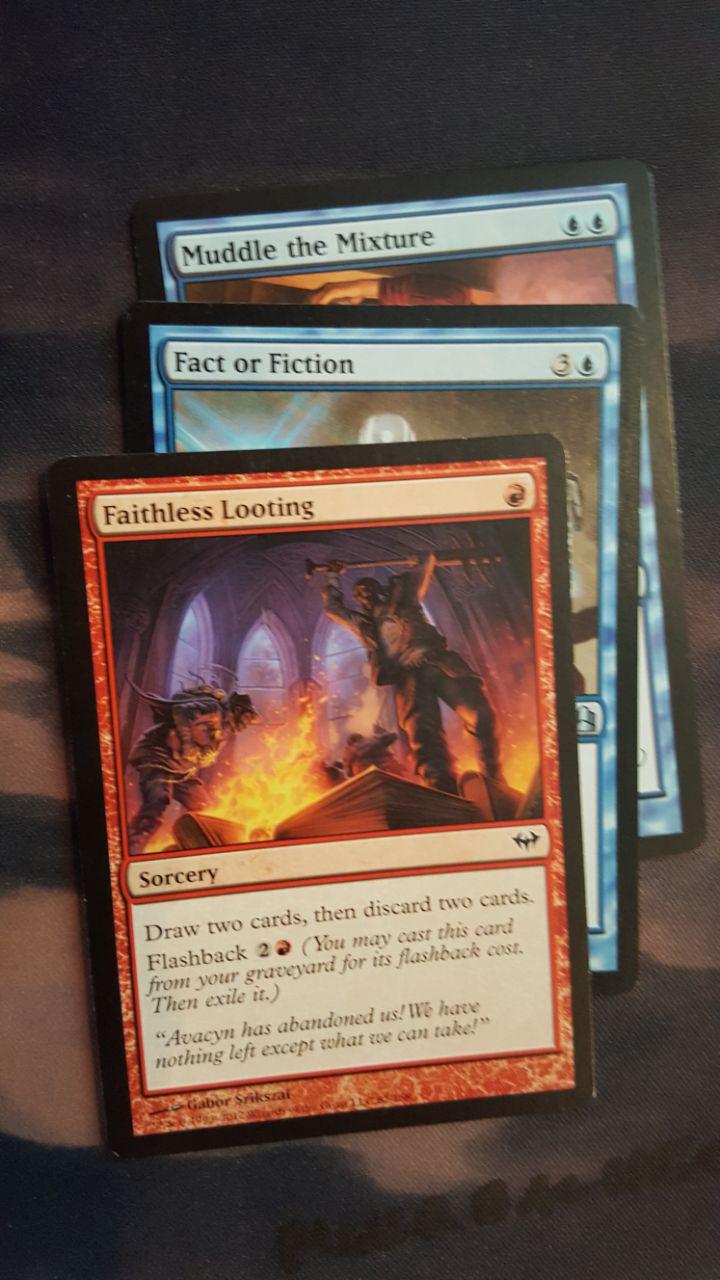 Muddle the Mixture
Fact or Fiction 3
Faithless Looting
Sorcery
Draw two cards, then discard two cards.
Flashback 2 (You may cast this card
from your graveyard for its flashback cost.
Then exile it.)
"Avacyn has abandoned us! We have
nothing left except what we can take!"
Gabor Szikszai